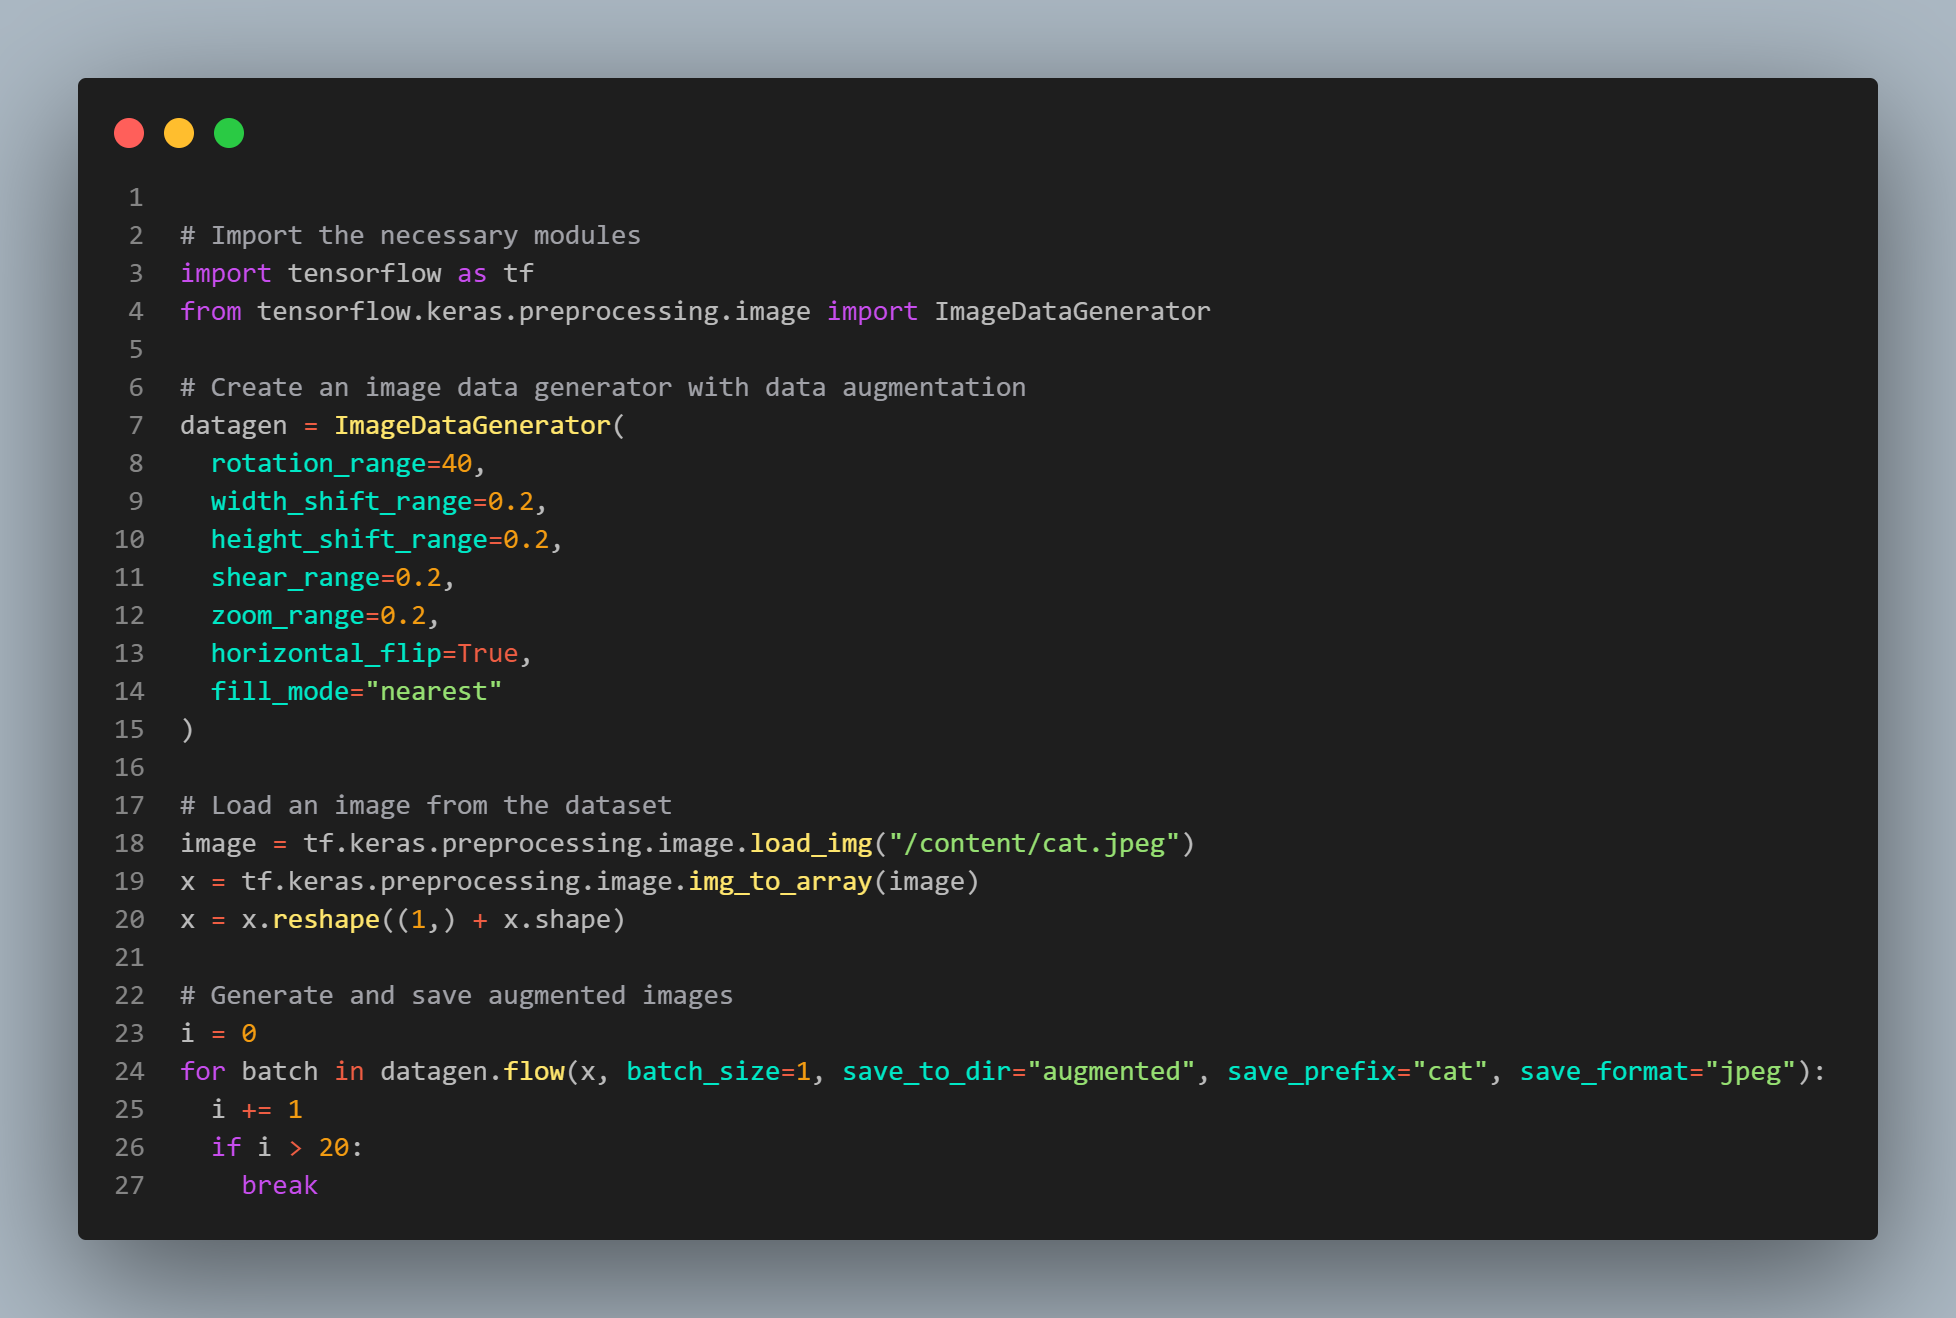 1
2 # Import the necessary modules
3 import tensorflow as tf
4 from tensorflow.keras.preprocessing.image import ImageDataGenerator
5
6 # Create an image data generator with data augmentation
7 datagen = ImageDataGenerator(
8   rotation_range=40,
9   width_shift_range=0.2,
10   height_shift_range=0.2,
11   shear_range=0.2,
12   zoom_range=0.2,
13   horizontal_flip=True,
14   fill_mode="nearest"
15 )
16
17 # Load an image from the dataset
18 image = tf.keras.preprocessing.image.load_img("/content/cat.jpeg")
19 x = tf.keras.preprocessing.image.img_to_array(image)
20 x = x.reshape((1,) + x.shape)
21
22 # Generate and save augmented images
23 i = 0
24 for batch in datagen.flow(x, batch_size=1, save_to_dir="augmented", save_prefix="cat", save_format="jpeg"):
25   i += 1
26   if i > 20:
27     break